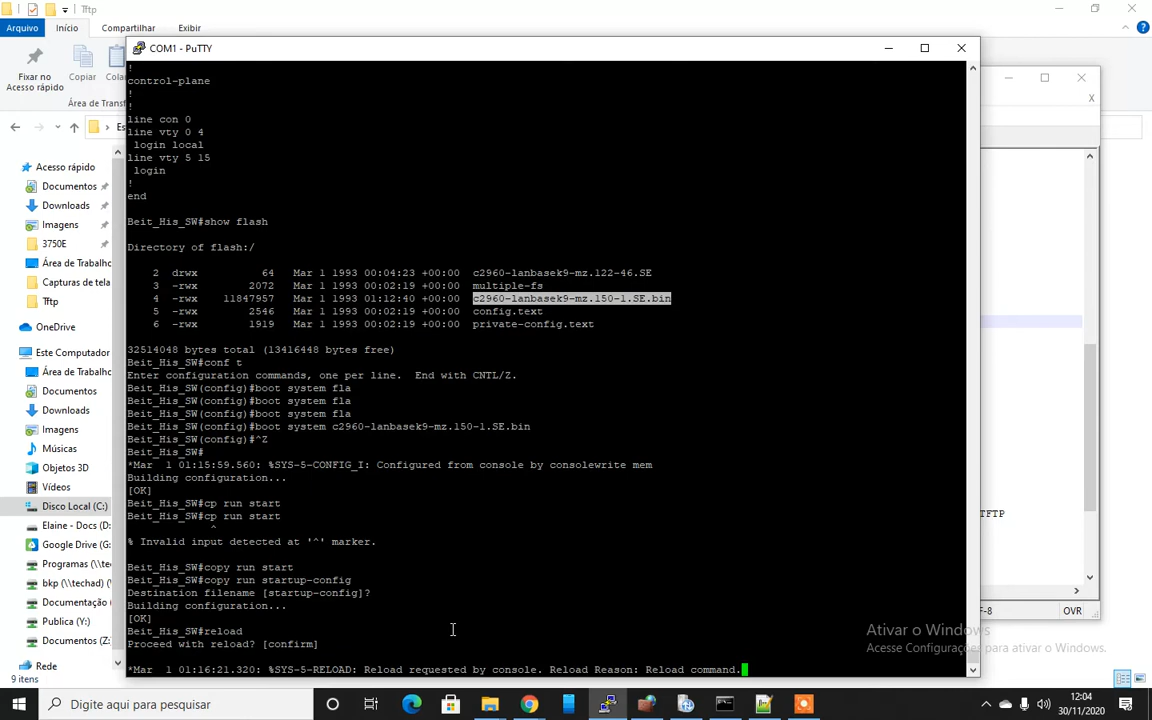 Tftp
Arquivo Início Compartilhar Exibir
Fixar no
Acesso rápido
Copiar
Área de Transf
COM1 - PuTTY
!
control-plane
!
!
line con 0
line vty 0 4
login local
line vty 5 15
login
!
end
Beit_His_SW#show flash
Directory of flash:/
2 drwx 64 Mar 1 1993 00:04:23 +00:00 c2960-lanbasek9-mz.122-46.SE
3 -rwx 2072 Mar 1 1993 00:02:19 +00:00 multiple-fs
4 -rwx 11847957 Mar 1 1993 01:12:40 +00:00 c2960-lanbasek9-mz.150-1.SE.bin
5 -rwx 2546 Mar 1 1993 00:02:19 +00:00 config.text
6 -rwx 1919 Mar 1 1993 00:02:19 +00:00 private-config.text
32514048 bytes total (13416448 bytes free)
Beit_His_SW#conf t
Enter configuration commands, one per line. End with CNTL/Z.
Beit_His_SW(config)#boot system fla
Beit_His_SW(config)#boot system fla
Beit_His_SW(config)#boot system fla
Beit_His_SW(config)#boot system c2960-lanbasek9-mz.150-1.SE.bin
Beit_His_SW(config)#^Z
Beit_His_SW#
*Mar 1 01:15:59.560: %SYS-5-CONFIG_I: Configured from console by consolewrite mem
Building configuration...
[OK]
Beit_His_SW#cp run start
Beit_His_SW#cp run start
^
% Invalid input detected at '^' marker.
Beit_His_SW#copy run start
Beit_His_SW#copy run startup-config
Destination filename [startup-config]?
Building configuration...
[OK]
Beit_His_SW#reload
Proceed with reload? [confirm]
*Mar 1 01:16:21.320: %SYS-5-RELOAD: Reload requested by console. Reload Reason: Reload command.
Acesso rápido
Documentos
Downloads
Imagens
3750E
Área de Trabalho
Capturas de tela
Tftp
OneDrive
Este Computador
Área de Trabalho
Documentos
Downloads
Imagens
Músicas
Objetos 3D
Vídeos
Disco Local (C:)
Elaine - Docs (D:
Google Drive (G:
Programas (\\te
bkp (\\techad) (
Documentação
Publica (Y:)
Documentos (Z:
Rede
9 itens
TFTP
F-8 OVR
Ativar o Windows
Acesse Configurações para ativar o Windows.
Digite aqui para pesquisar
12:04
30/11/2020